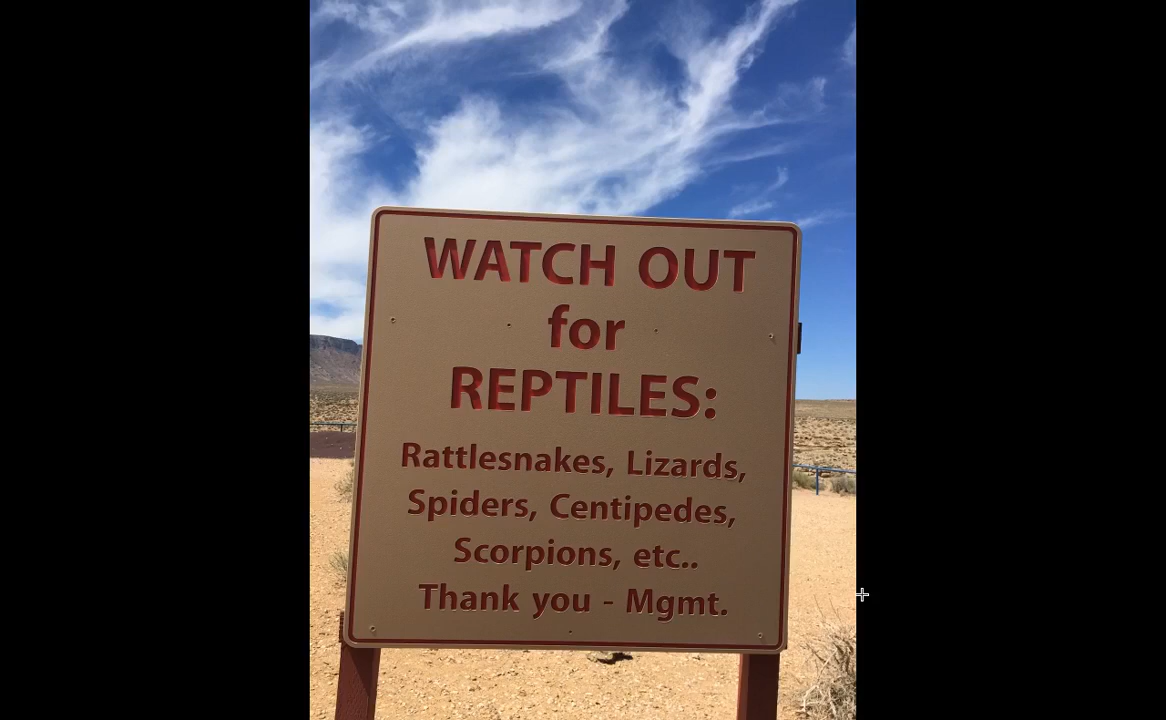 WATCH OUT
for
REPTILES:
Rattlesnakes, Lizards,
Spiders, Centipedes,
Scorpions, etc..
Thank you - Mgmt.